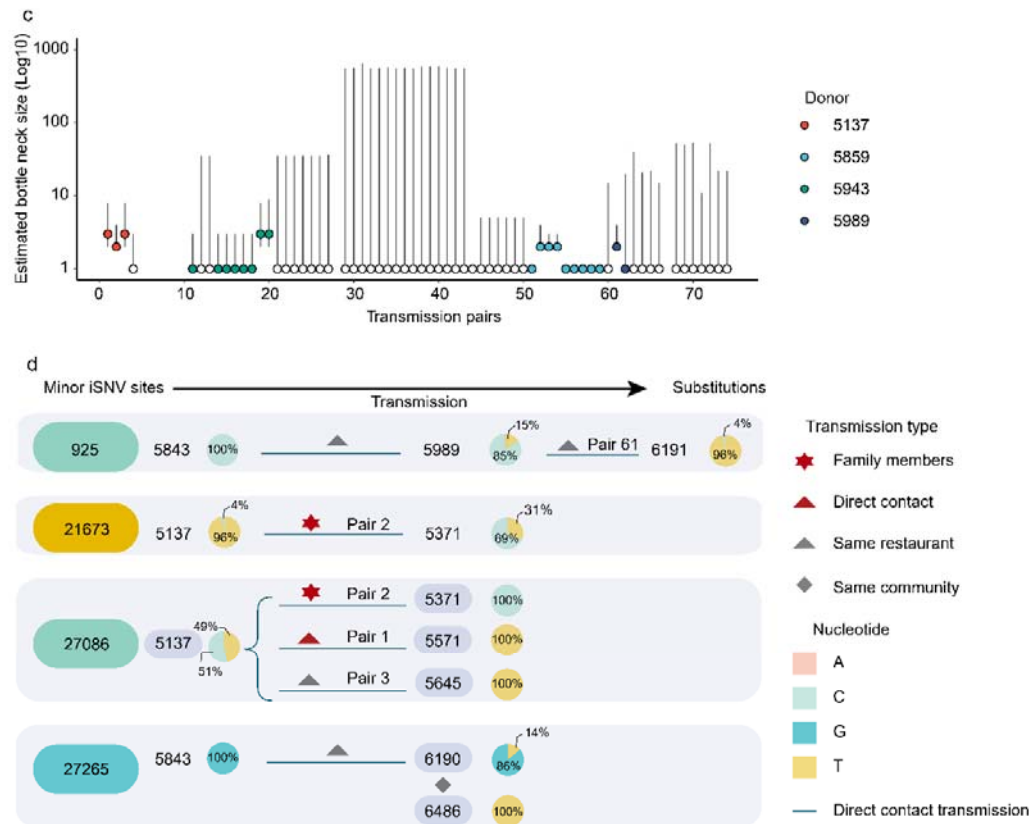 c
Estimated bottle neck size (Log10)
1000
100
10
1
0 10 20 30 40 50 60 70
Transmission pairs
Donor
5137
5859
5943
5989
d
Minor iSNV sites
Transmission
Substitutions
925 5843 100% 5989 15% 85% Pair 61 6191 4% 96%
21673 5137 4% 96% Pair 2 5371 31% 69%
27086 5137 49% 51%
Pair 2 5371 100%
Pair 1 5571 100%
Pair 3 5645 100%
27265 5843 100% 6190 14% 86%
6486 100%
Transmission type
Family members
Direct contact
Same restaurant
Same community
Nucleotide
A
C
G
T
Direct contact transmission